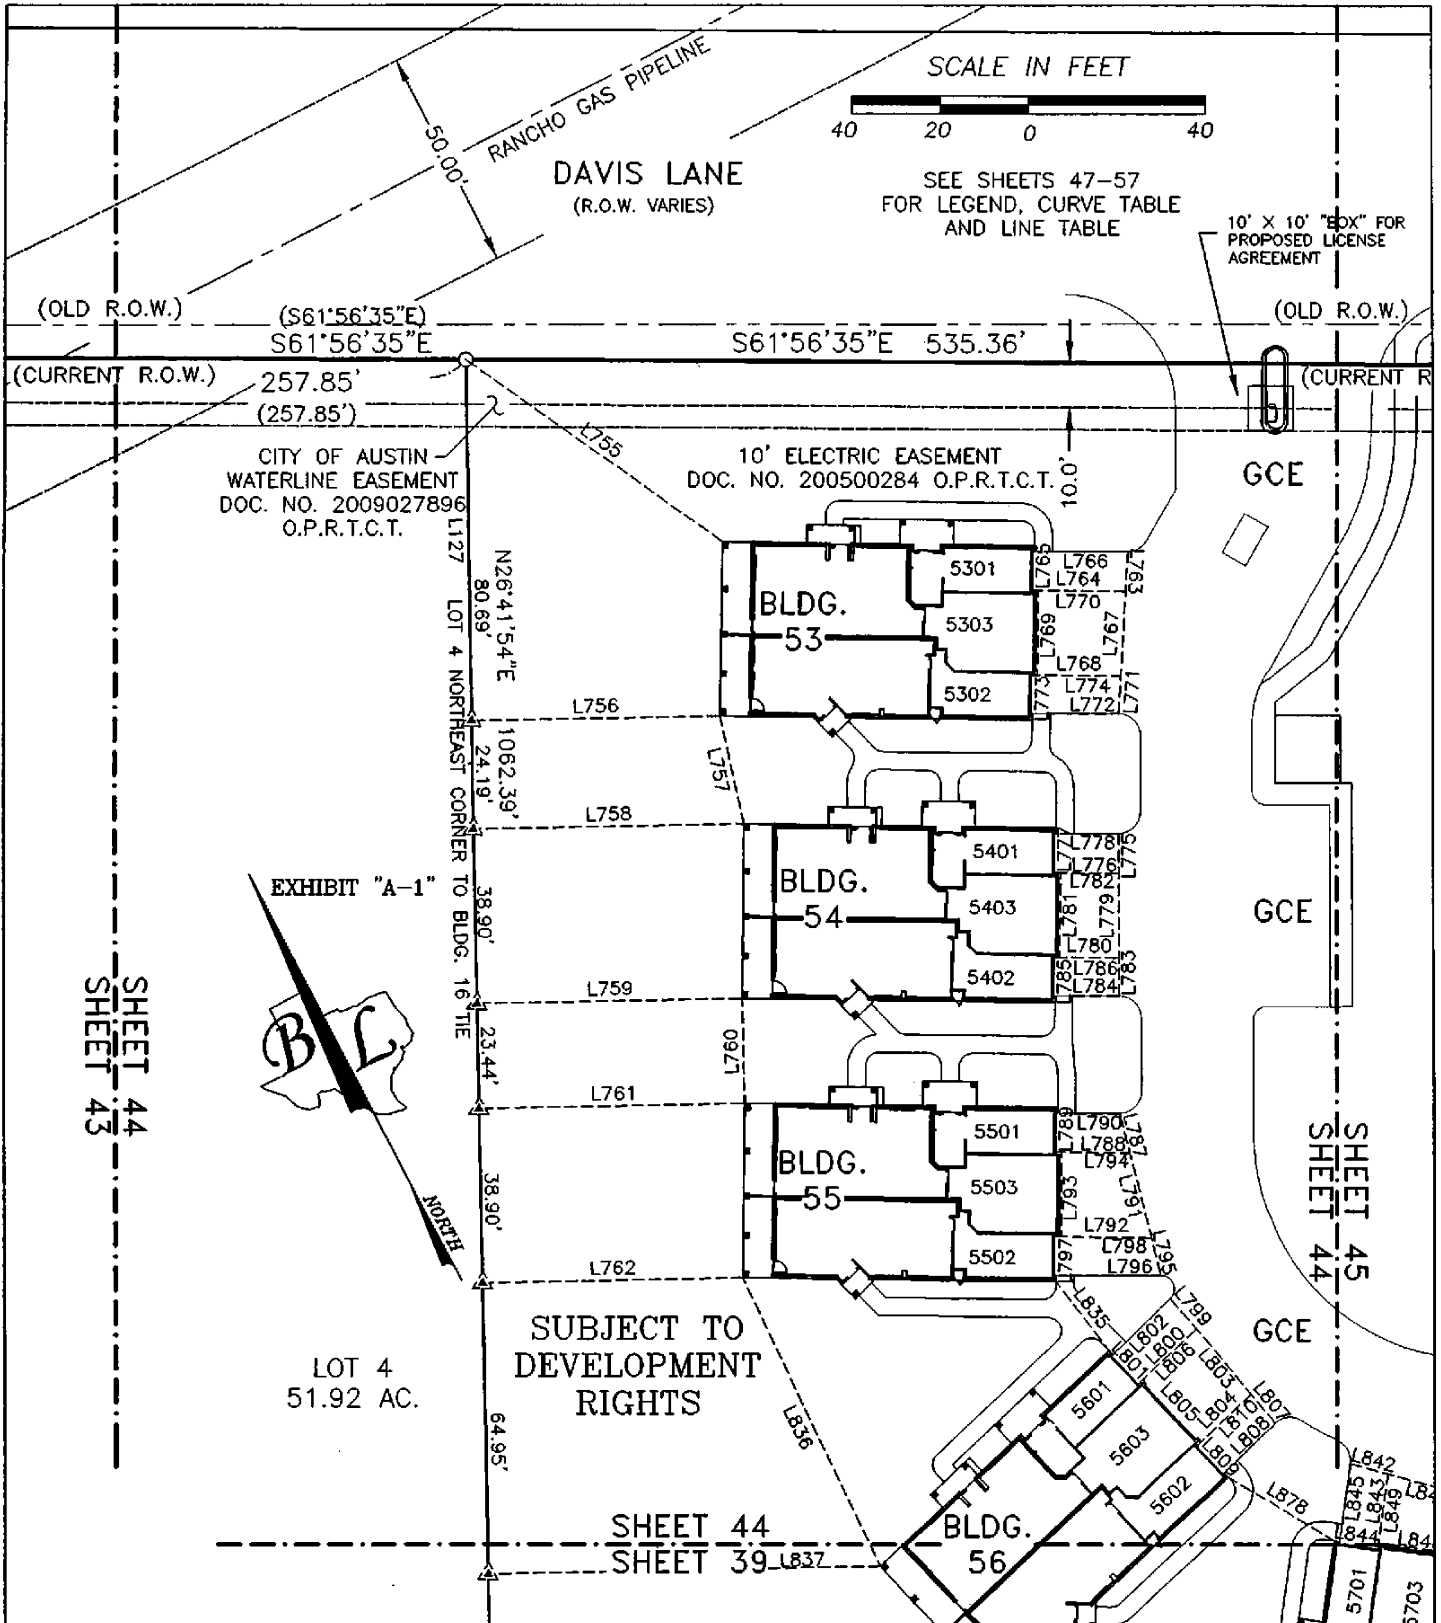 SCALE IN FEET
40 20 0 40
SEE SHEETS 47-57
FOR LEGEND, CURVE TABLE
AND LINE TABLE
RANCHO GAS PIPELINE
50.00'
DAVIS LANE
(R.O.W. VARIES)
10' X 10' "BOX" FOR
PROPOSED LICENSE
AGREEMENT
(OLD R.O.W.)
(S61°56'35"E)
(OLD R.O.W.)
S61°56'35"E
S61°56'35"E 535.36'
(CURRENT R.O.W.)
257.85'
(CURRENT R
(257.85')
CITY OF AUSTIN
WATERLINE EASEMENT
DOC. NO. 2009027896
O.P.R.T.C.T.
L755
10' ELECTRIC EASEMENT
DOC. NO. 200500284 O.P.R.T.C.T.
10.0'
GCE
L127 LOT 4 NORTHEAST CORNER TO BLDG. 16 TIE
N26°41'54"E 1062.39'
80.69'
24.19'
38.90'
23.44'
38.90'
64.95'
BLDG.
53
5301
5303
5302
L765
L766
L764
L763
L770
L769
L767
L768
L773
L774
L772
L771
L756
L757
L758
BLDG.
54
5401
5403
5402
L777
L778
L776
L775
L782
L781
L779
L780
L785
L786
L784
L783
GCE
EXHIBIT "A-1"
B L
NORTH
L759
L760
L761
SHEET 44
SHEET 43
SHEET 45
SHEET 44
BLDG.
55
5501
5503
5502
L789
L790
L788
L787
L794
L793
L791
L792
L797
L798
L796
L795
L762
SUBJECT TO
DEVELOPMENT
RIGHTS
LOT 4
51.92 AC.
L836
L835
L799
L802
L800
L801
L806
L803
L805
L804
L810
L807
L808
L809
GCE
5601
5603
5602
BLDG.
56
L878
L842
L845
L843
L849
L844
L84
L84
5701
5703
SHEET 44
SHEET 39
L837